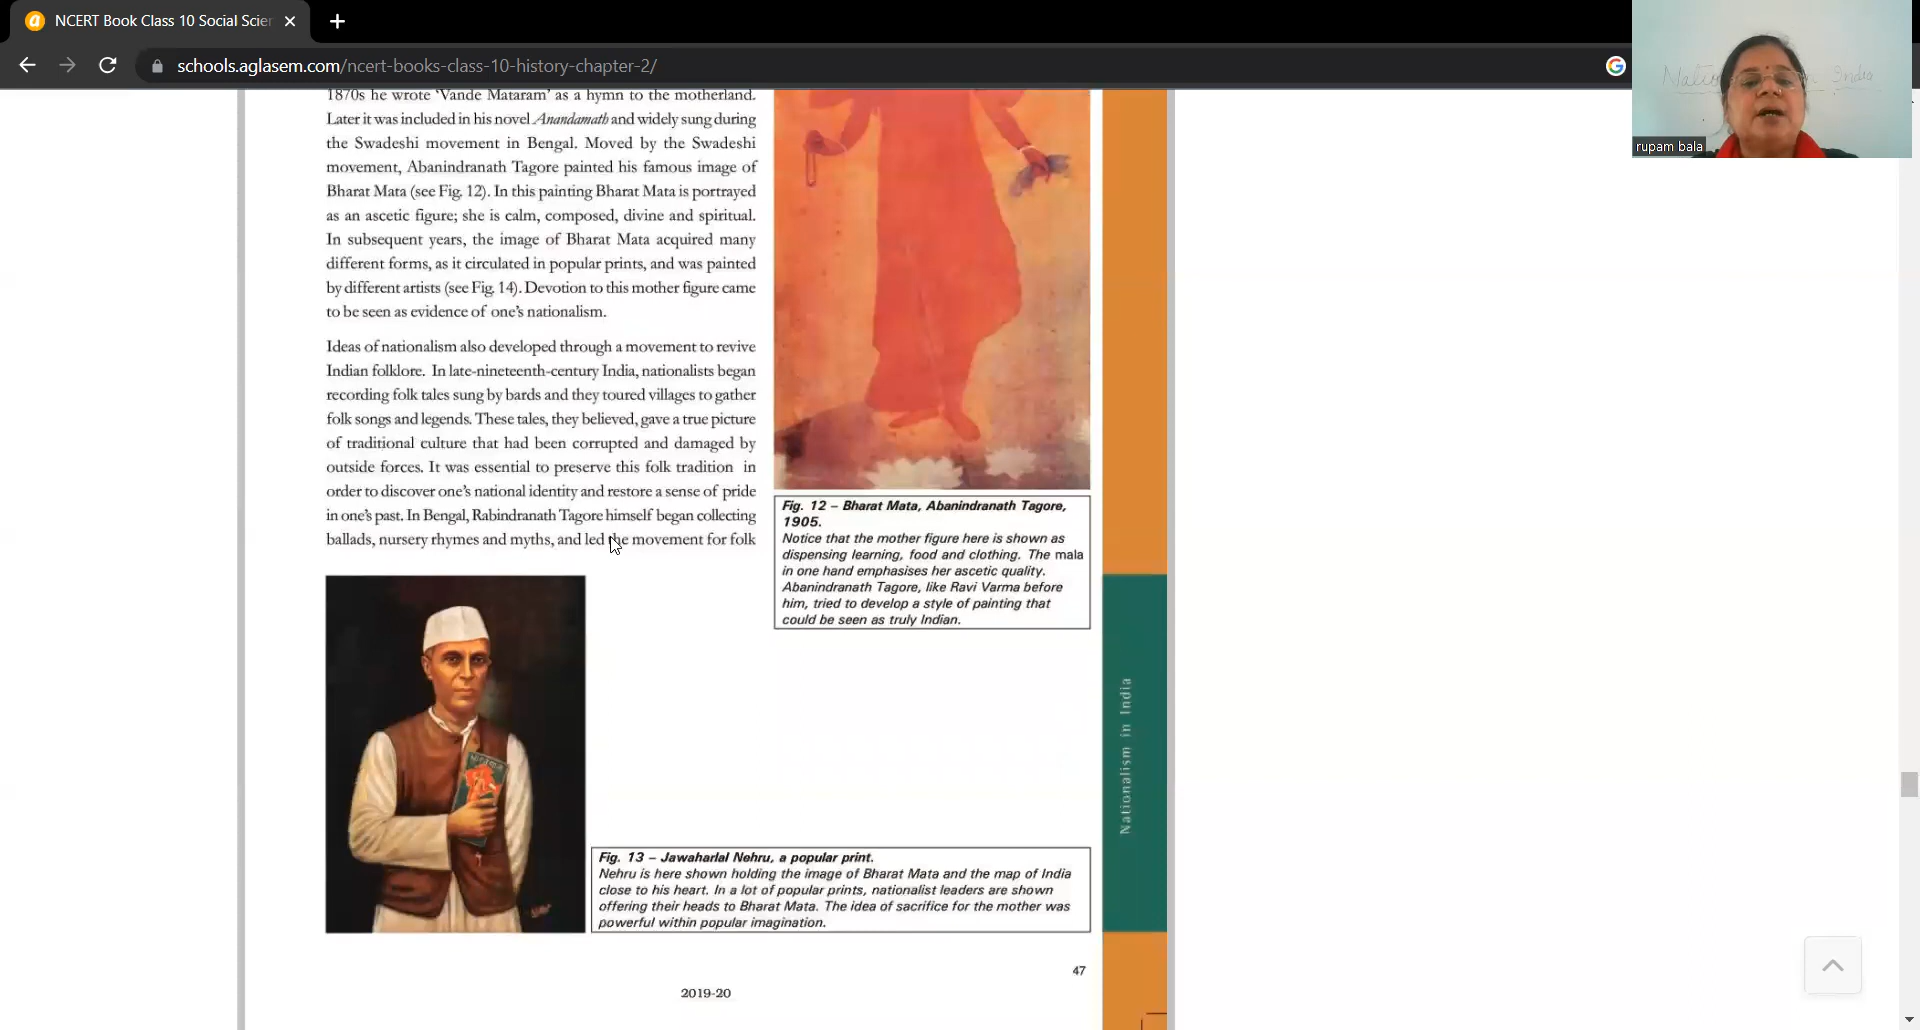 NCERT Book Class 10 Social Scien
schools.aglasem.com/ncert-books-class-10-history-chapter-2/
India
rupam bala
1870s he wrote ‘Vande Mataram’ as a hymn to the motherland.
Later it was included in his novel Anandamath and widely sung during
the Swadeshi movement in Bengal. Moved by the Swadeshi
movement, Abanindranath Tagore painted his famous image of
Bharat Mata (see Fig. 12). In this painting Bharat Mata is portrayed
as an ascetic figure; she is calm, composed, divine and spiritual.
In subsequent years, the image of Bharat Mata acquired many
different forms, as it circulated in popular prints, and was painted
by different artists (see Fig. 14). Devotion to this mother figure came
to be seen as evidence of one’s nationalism.
Ideas of nationalism also developed through a movement to revive
Indian folklore. In late-nineteenth-century India, nationalists began
recording folk tales sung by bards and they toured villages to gather
folk songs and legends. These tales, they believed, gave a true picture
of traditional culture that had been corrupted and damaged by
outside forces. It was essential to preserve this folk tradition in
order to discover one’s national identity and restore a sense of pride
in one’s past. In Bengal, Rabindranath Tagore himself began collecting
ballads, nursery rhymes and myths, and led the movement for folk
Fig. 12 – Bharat Mata, Abanindranath Tagore,
1905.
Notice that the mother figure here is shown as
dispensing learning, food and clothing. The mala
in one hand emphasises her ascetic quality.
Abanindranath Tagore, like Ravi Varma before
him, tried to develop a style of painting that
could be seen as truly Indian.
Nationalism in India
Fig. 13 – Jawaharlal Nehru, a popular print.
Nehru is here shown holding the image of Bharat Mata and the map of India
close to his heart. In a lot of popular prints, nationalist leaders are shown
offering their heads to Bharat Mata. The idea of sacrifice for the mother was
powerful within popular imagination.
47
2019-20